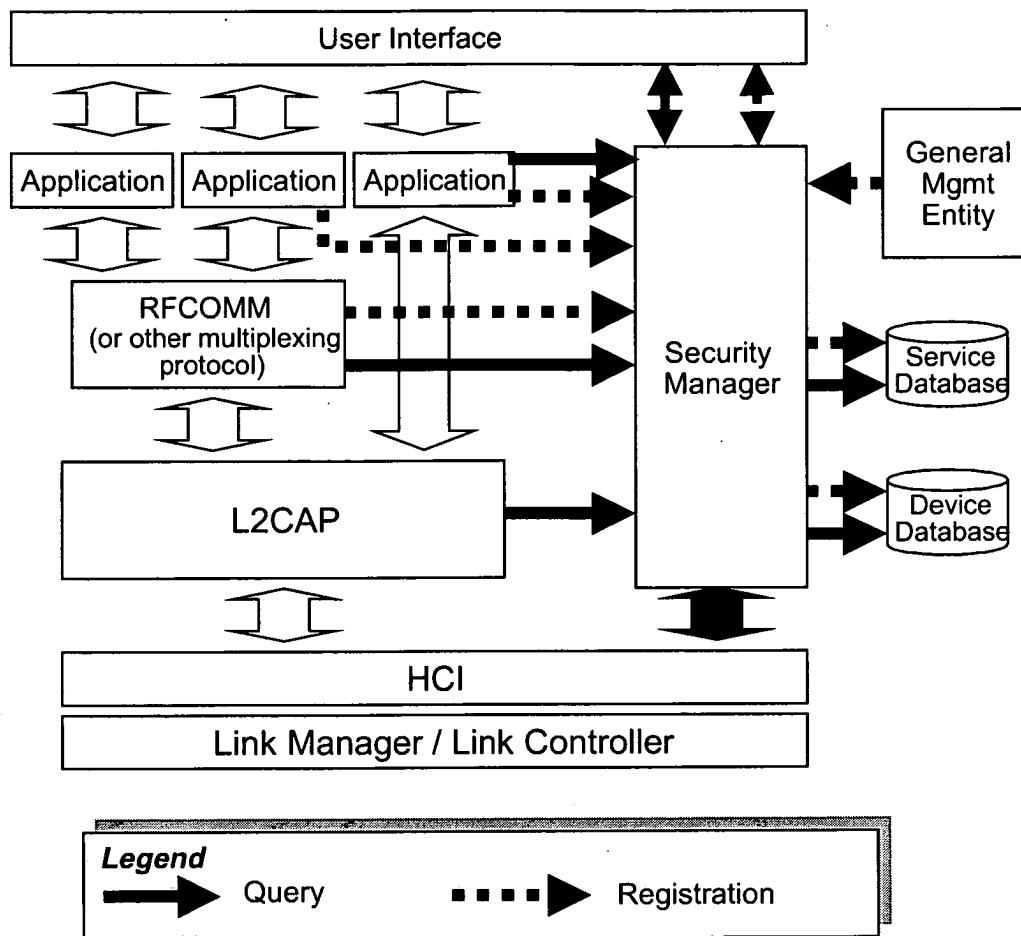 User Interface
Application
Application
Application
General
Mgmt
Entity
RFCOMM
(or other multiplexing
protocol)
Security
Manager
Service
Database
L2CAP
Device
Database
HCI
Link Manager / Link Controller
Legend
Query
Registration